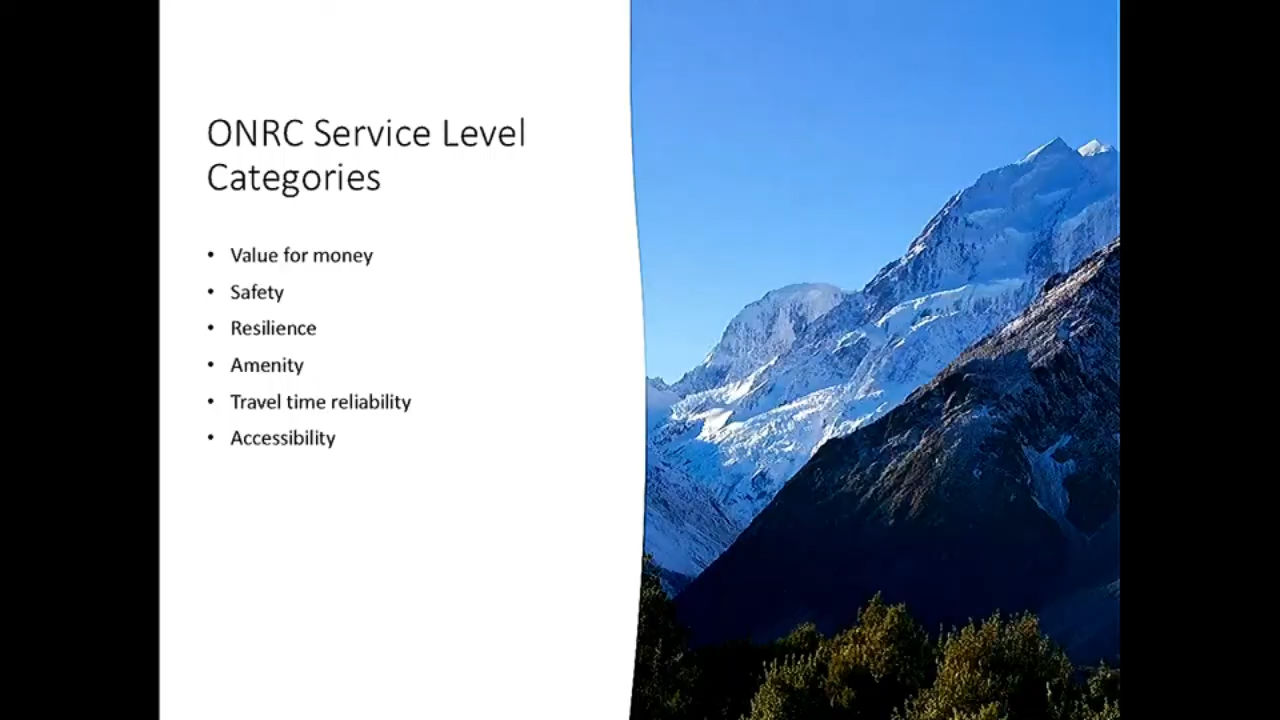 ONRC Service Level
Categories
• Value for money
• Safety
• Resilience
• Amenity
• Travel time reliability
• Accessibility